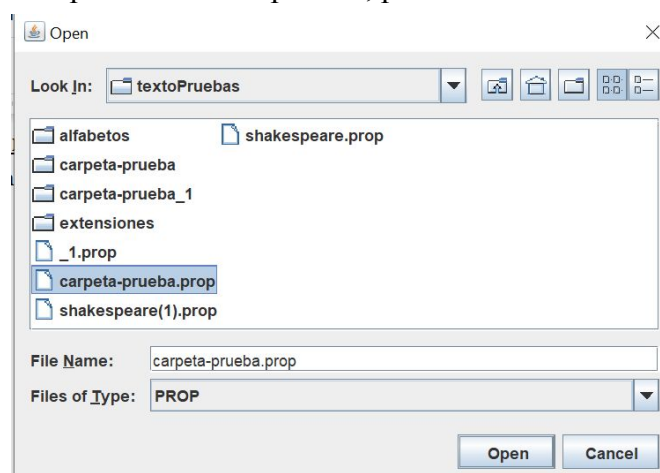 Open
Look In: textoPruebas
alfabetos
carpeta-prueba
carpeta-prueba_1
extensiones
_1.prop
carpeta-prueba.prop
shakespeare(1).prop
shakespeare.prop
File Name: carpeta-prueba.prop
Files of Type: PROP
Open Cancel